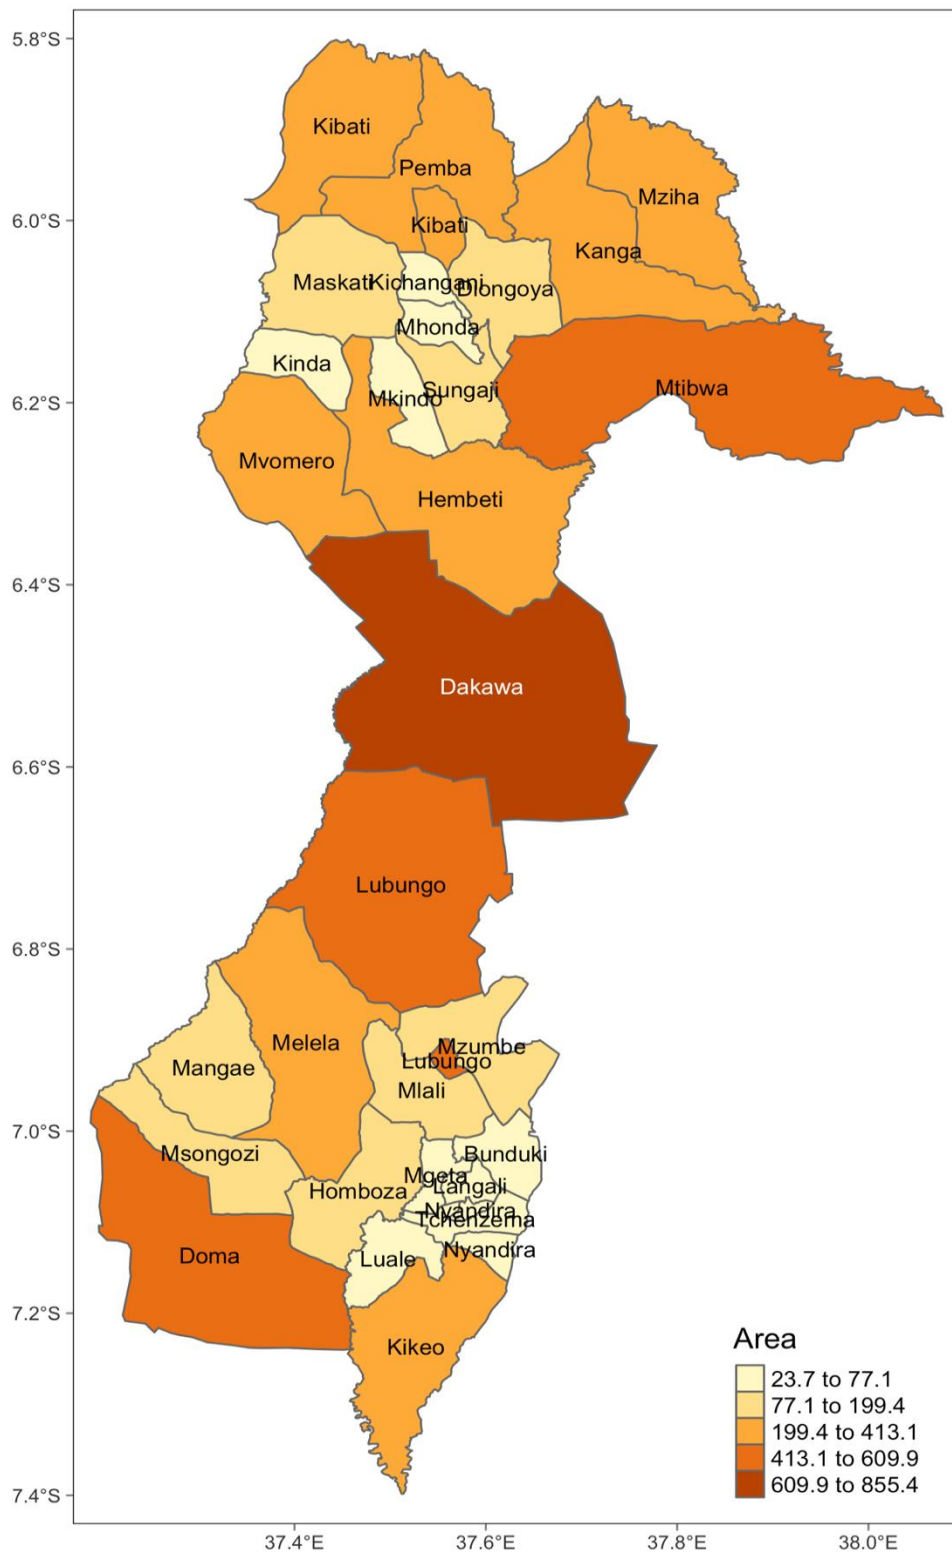 5.8°S
Kibati
Pemba
Mziha
6.0°S
Kibati
Kanga
Maskati
Kichangani
Diongoya
Mhonda
Kinda
Sungaji
Mtibwa
Mkindo
6.2°S
Mvomero
Hembeti
6.4°S
Dakawa
6.6°S
Lubungo
6.8°S
Melela
Mzumbe
Lubungo
Mangae
Mlali
7.0°S
Msongozi
Bunduki
Mgeta
Langali
Homboza
Nyandira
Tchenzema
Doma
Luale
Nyandira
7.2°S
Kikeo
Area
23.7 to 77.1
77.1 to 199.4
199.4 to 413.1
413.1 to 609.9
609.9 to 855.4
7.4°S
37.4°E
37.6°E
37.8°E
38.0°E